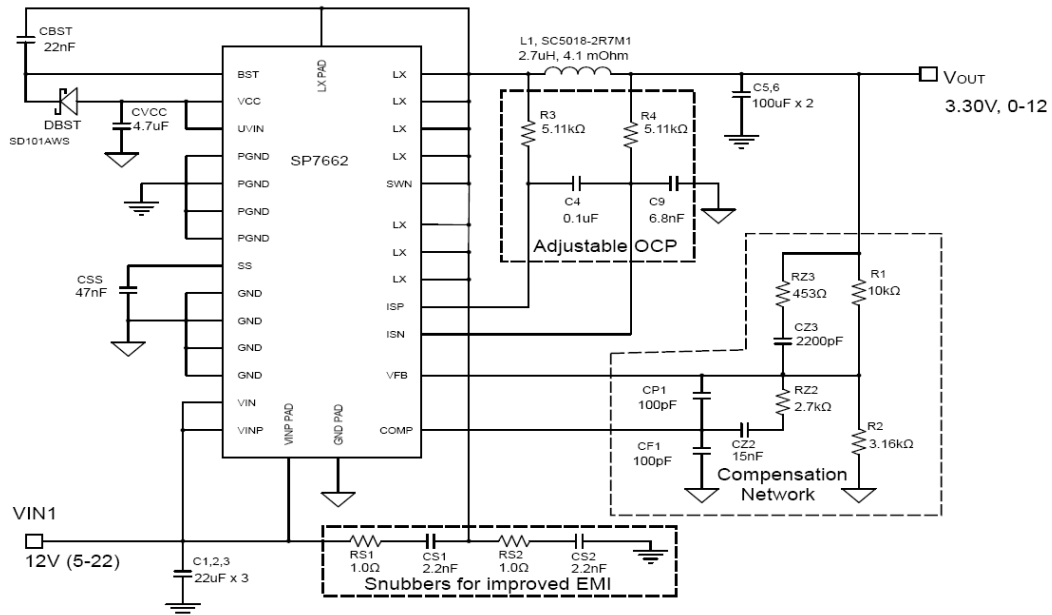 CBST
22nF
DBST
SD101AWS
CVCC
4.7uF
CSS
47nF
LX PAD
BST
VCC
UVIN
PGND
PGND
PGND
PGND
SS
GND
GND
GND
GND
VIN
VINP
VINP PAD
GND PAD
SP7662
LX
LX
LX
LX
SWN
LX
LX
LX
ISP
ISN
VFB
COMP
L1, SC5018-2R7M1
2.7uH, 4.1 mOhm
R3
5.11kΩ
R4
5.11kΩ
C4
0.1uF
C9
6.8nF
Adjustable OCP
C5,6
100uF x 2
VOUT
3.30V, 0-12
RZ3
453Ω
R1
10kΩ
CZ3
2200pF
CP1
100pF
RZ2
2.7kΩ
CF1
100pF
CZ2
15nF
R2
3.16kΩ
Compensation
Network
VIN1
12V (5-22)
C1,2,3
22uF x 3
RS1
1.0Ω
CS1
2.2nF
RS2
1.0Ω
CS2
2.2nF
Snubbers for improved EMI